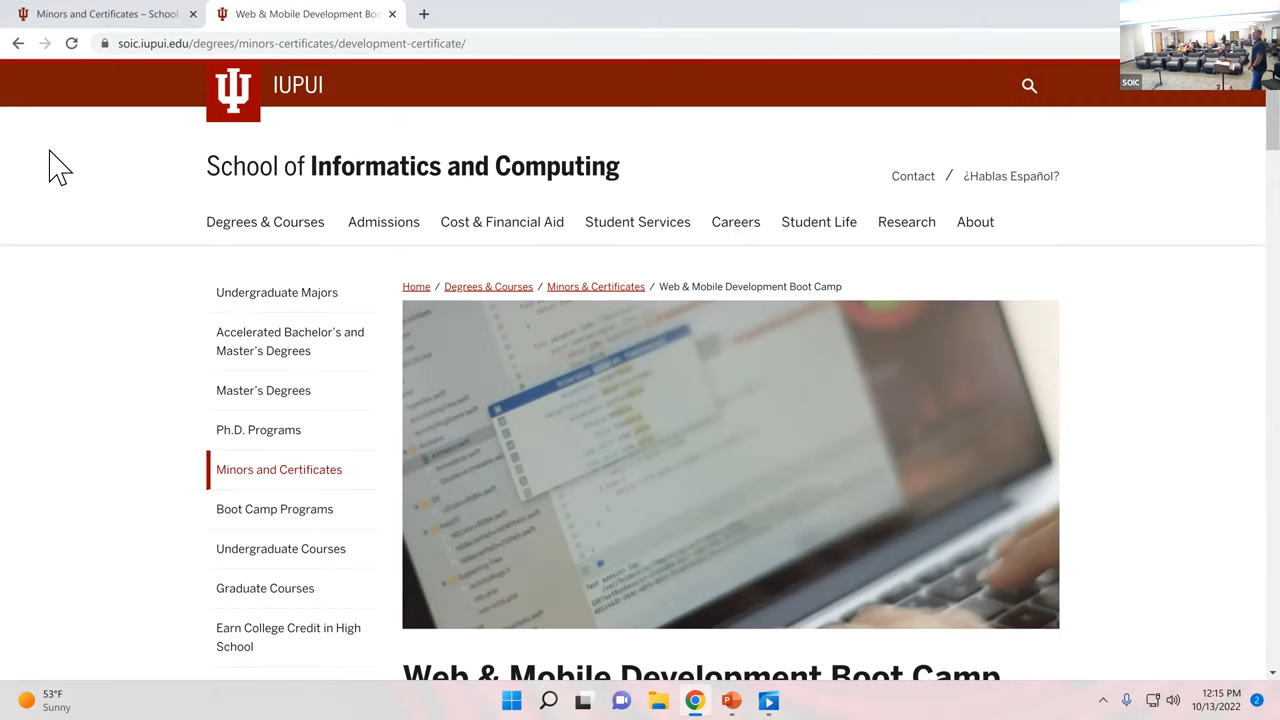 Minors and Certificates – School
Web & Mobile Development Boo
soic.iupui.edu/degrees/minors-certificates/development-certificate/
IUPUI
SOIC
School of Informatics and Computing
Contact / ¿Hablas Español?
Degrees & Courses Admissions Cost & Financial Aid Student Services Careers Student Life Research About
Home / Degrees & Courses / Minors & Certificates / Web & Mobile Development Boot Camp
Undergraduate Majors
Accelerated Bachelor's and
Master's Degrees
Master's Degrees
Ph.D. Programs
Minors and Certificates
Boot Camp Programs
Undergraduate Courses
Graduate Courses
Earn College Credit in High
School
Web & Mobile Development Boot Camp
53°F
Sunny
12:15 PM
10/13/2022
2